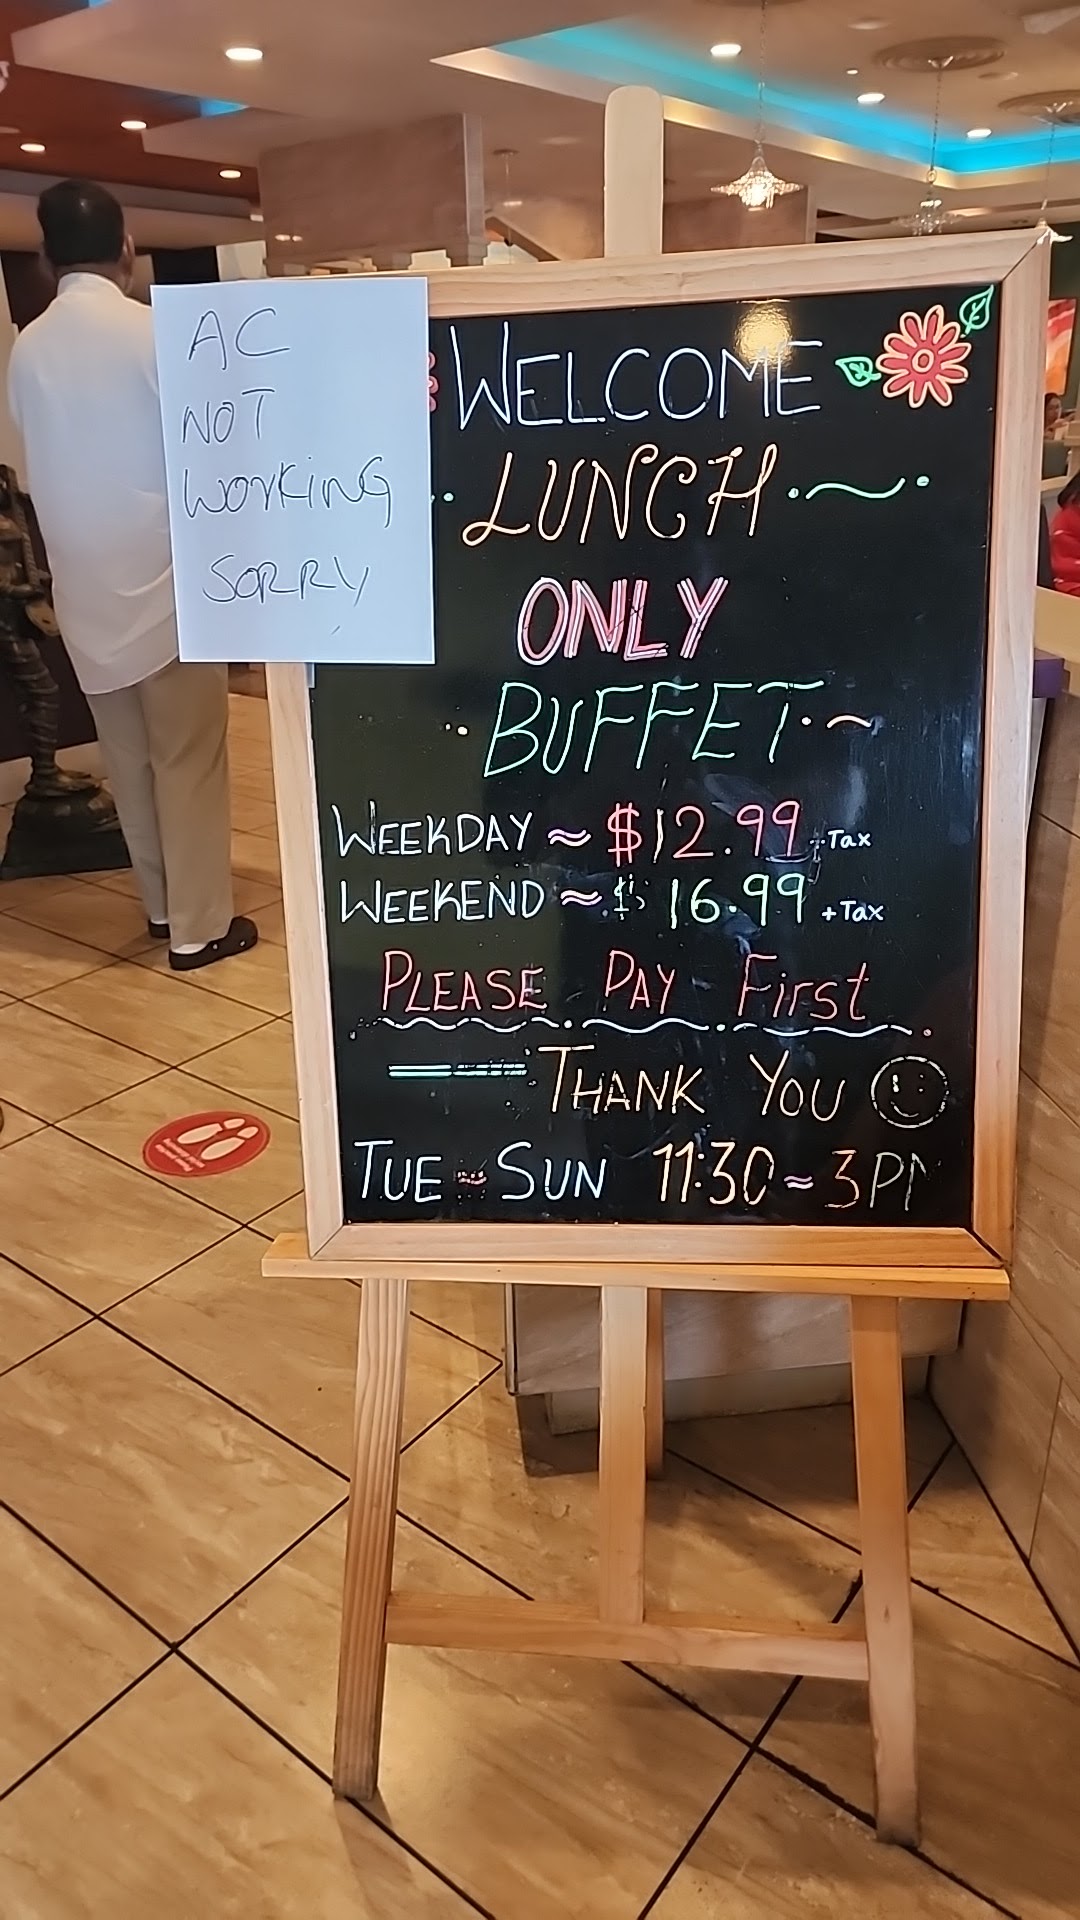 AC
NOT
WORKING
SORRY
WELCOME
LUNCH
ONLY
BUFFET
WEEKDAY ≈ $12.99 +Tax
WEEKEND ≈ $ 16.99 +Tax
PLEASE PAY First
THANK YOU
TUE ~ SUN 11:30 ≈ 3PM